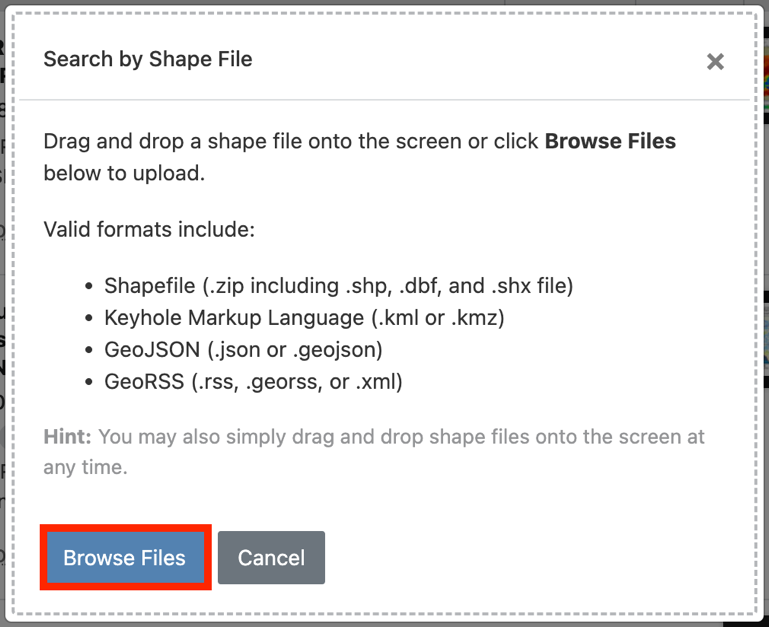 Search by Shape File
×
Drag and drop a shape file onto the screen or click Browse Files
below to upload.
Valid formats include:
• Shapefile (.zip including .shp, .dbf, and .shx file)
• Keyhole Markup Language (.kml or .kmz)
• GeoJSON (.json or .geojson)
• GeoRSS (.rss, .georss, or .xml)
Hint: You may also simply drag and drop shape files onto the screen at
any time.
Browse Files Cancel